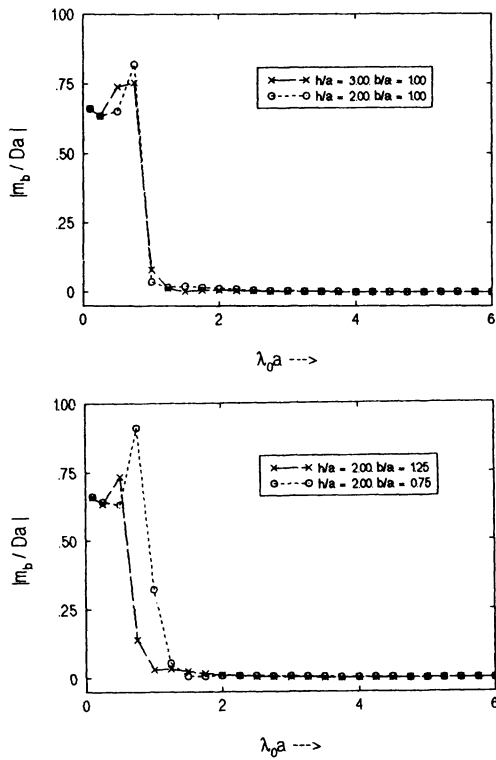 1.00
.75
.50
.25
0
|m_b / Da|
h/a = 3.00 b/a = 1.00
h/a = 2.00 b/a = 1.00
0
2
4
6
λ₀a --->
1.00
.75
.50
.25
0
|m_b / Da|
h/a = 2.00 b/a = 1.25
h/a = 2.00 b/a = 0.75
0
2
4
6
λ₀a --->